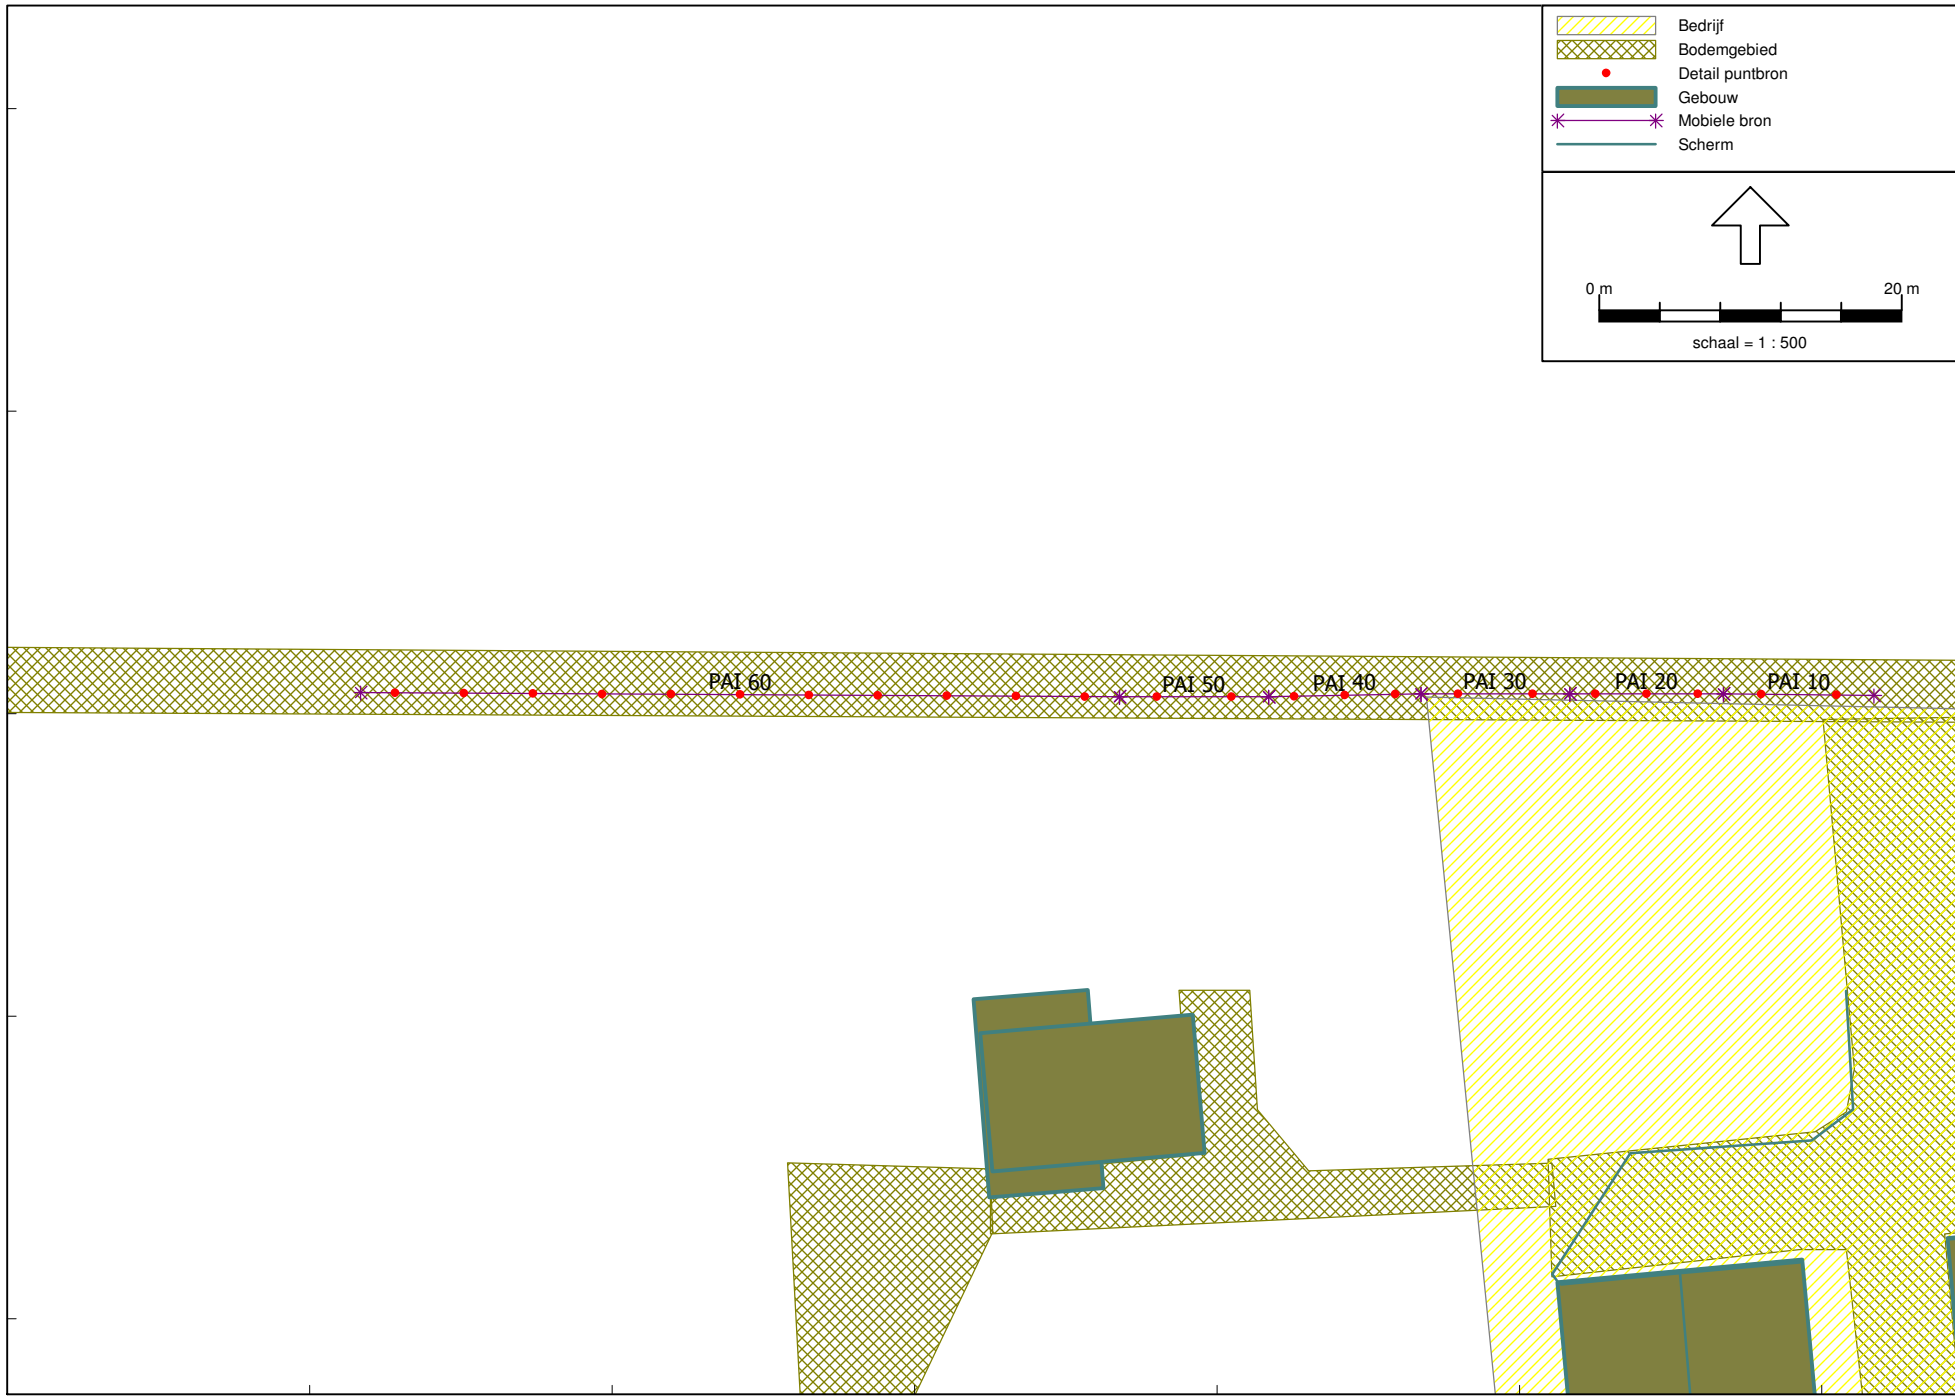 Bedrijf
Bodemgebied
Detail puntbron
Gebouw
Mobiele bron
Scherm
0 m 20 m
schaal = 1 : 500
PAI 60 PAI 50 PAI 40 PAI 30 PAI 20 PAI 10